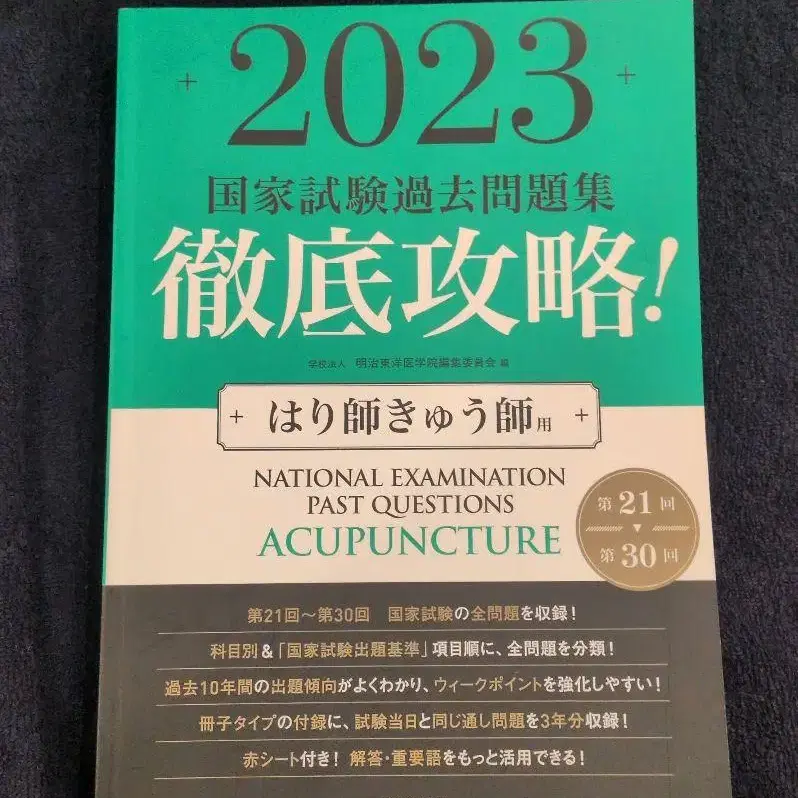 2023
国家試験過去問題集
徹底攻略!
学校法人 明治東洋医学院編集委員会 編
はり師きゅう師用
NATIONAL EXAMINATION
PAST QUESTIONS
ACUPUNCTURE
第21回
▼
第30回
第21回～第30回 国家試験の全問題を収録!
科目別&「国家試験出題基準」項目順に、全問題を分類!
過去10年間の出題傾向がよくわかり、ウィークポイントを強化しやすい!
冊子タイプの付録に、試験当日と同じ通し問題を3年分収録!
赤シート付き! 解答・重要語をもっと活用できる!